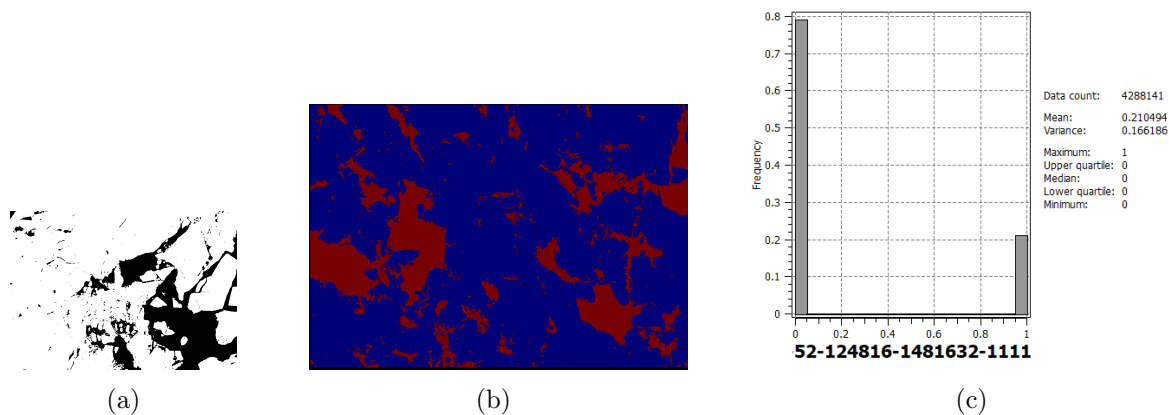 0.8
0.7
0.6
0.5
0.4
0.3
0.2
0.1
0
Frequency
0 0.2 0.4 0.6 0.8 1
52-124816-1481632-1111
Data count: 4288141
Mean: 0.210494
Variance: 0.166186
Maximum: 1
Upper quartile: 0
Median: 0
Lower quartile: 0
Minimum: 0
(a) (b) (c)